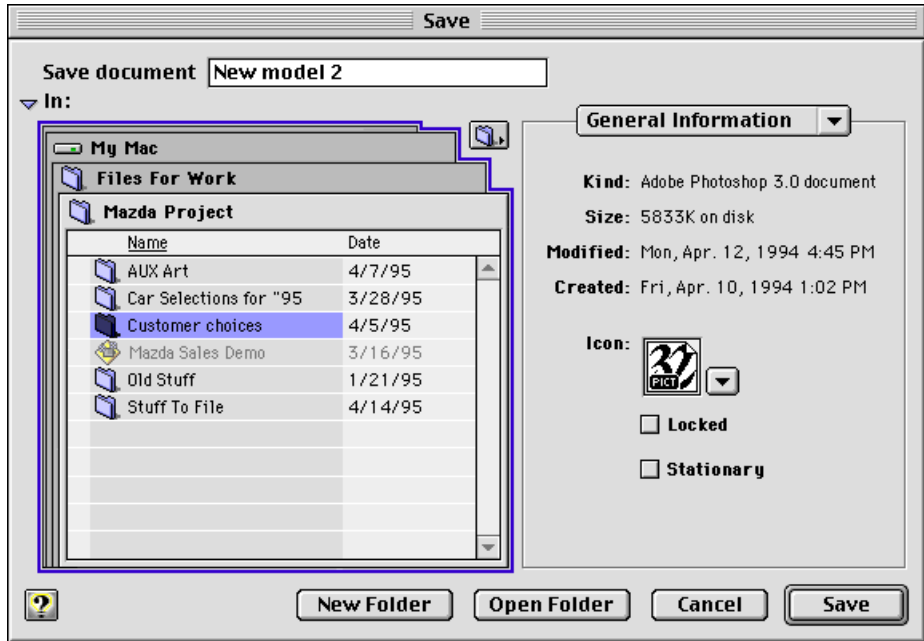 Save
Save document New model 2
In:
My Mac
Files For Work
Mazda Project
Name Date
AUX Art 4/7/95
Car Selections for "95 3/28/95
Customer choices 4/5/95
Mazda Sales Demo 3/16/95
Old Stuff 1/21/95
Stuff To File 4/14/95
General Information
Kind: Adobe Photoshop 3.0 document
Size: 5833K on disk
Modified: Mon, Apr. 12, 1994 4:45 PM
Created: Fri, Apr. 10, 1994 1:02 PM
Icon:
PICT
Locked
Stationary
? New Folder Open Folder Cancel Save